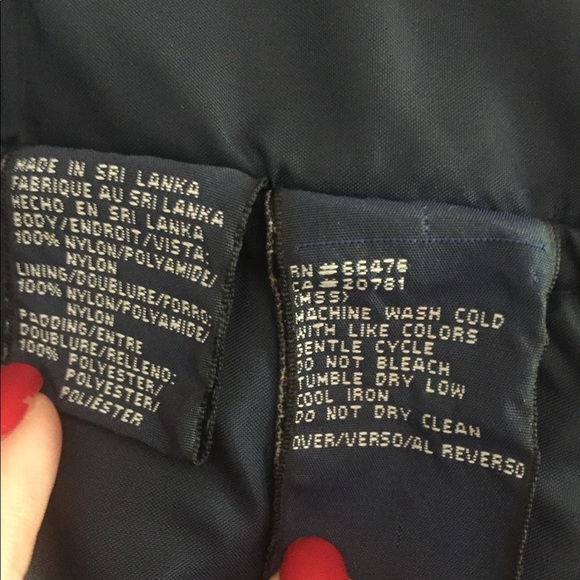 MADE IN SRI LANKA
FABRIQUE AU SRI LANKA
HECHO EN SRI LANKA
BODY/ENDROIT/VISTA:
100% NYLON/POLYAMIDE/
NYLON
LINING/DOUBLURE/FORRO:
100% NYLON/POLYAMIDE/
NYLON
PADDING/ENTRE
DOUBLURE/RELLENO:
100% POLYESTER/
POLYESTER/
POLIÉSTER
RN #66476
CA #20781
(MSS)
MACHINE WASH COLD
WITH LIKE COLORS
GENTLE CYCLE
DO NOT BLEACH
TUMBLE DRY LOW
COOL IRON
DO NOT DRY CLEAN
OVER/VERSO/AL REVERSO